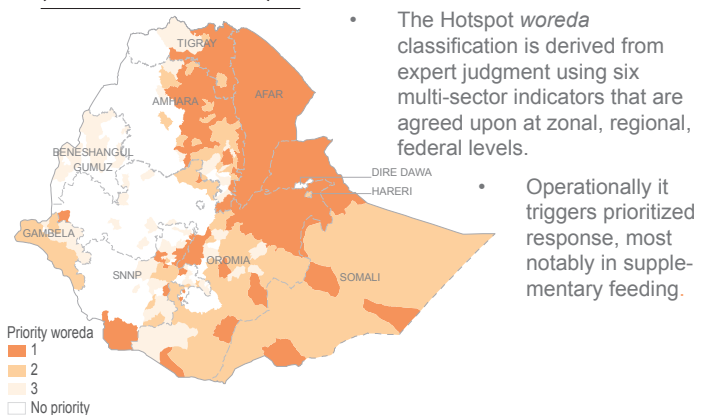 • The Hotspot woreda
classification is derived from
expert judgment using six
multi-sector indicators that are
agreed upon at zonal, regional,
federal levels.
• Operationally it
triggers prioritized
response, most
notably in supple-
mentary feeding.
TIGRAY
AFAR
AMHARA
BENESHANGUL
GUMUZ
DIRE DAWA
HARERI
GAMBELA
SNNP
OROMIA
SOMALI
Priority woreda
1
2
3
No priority